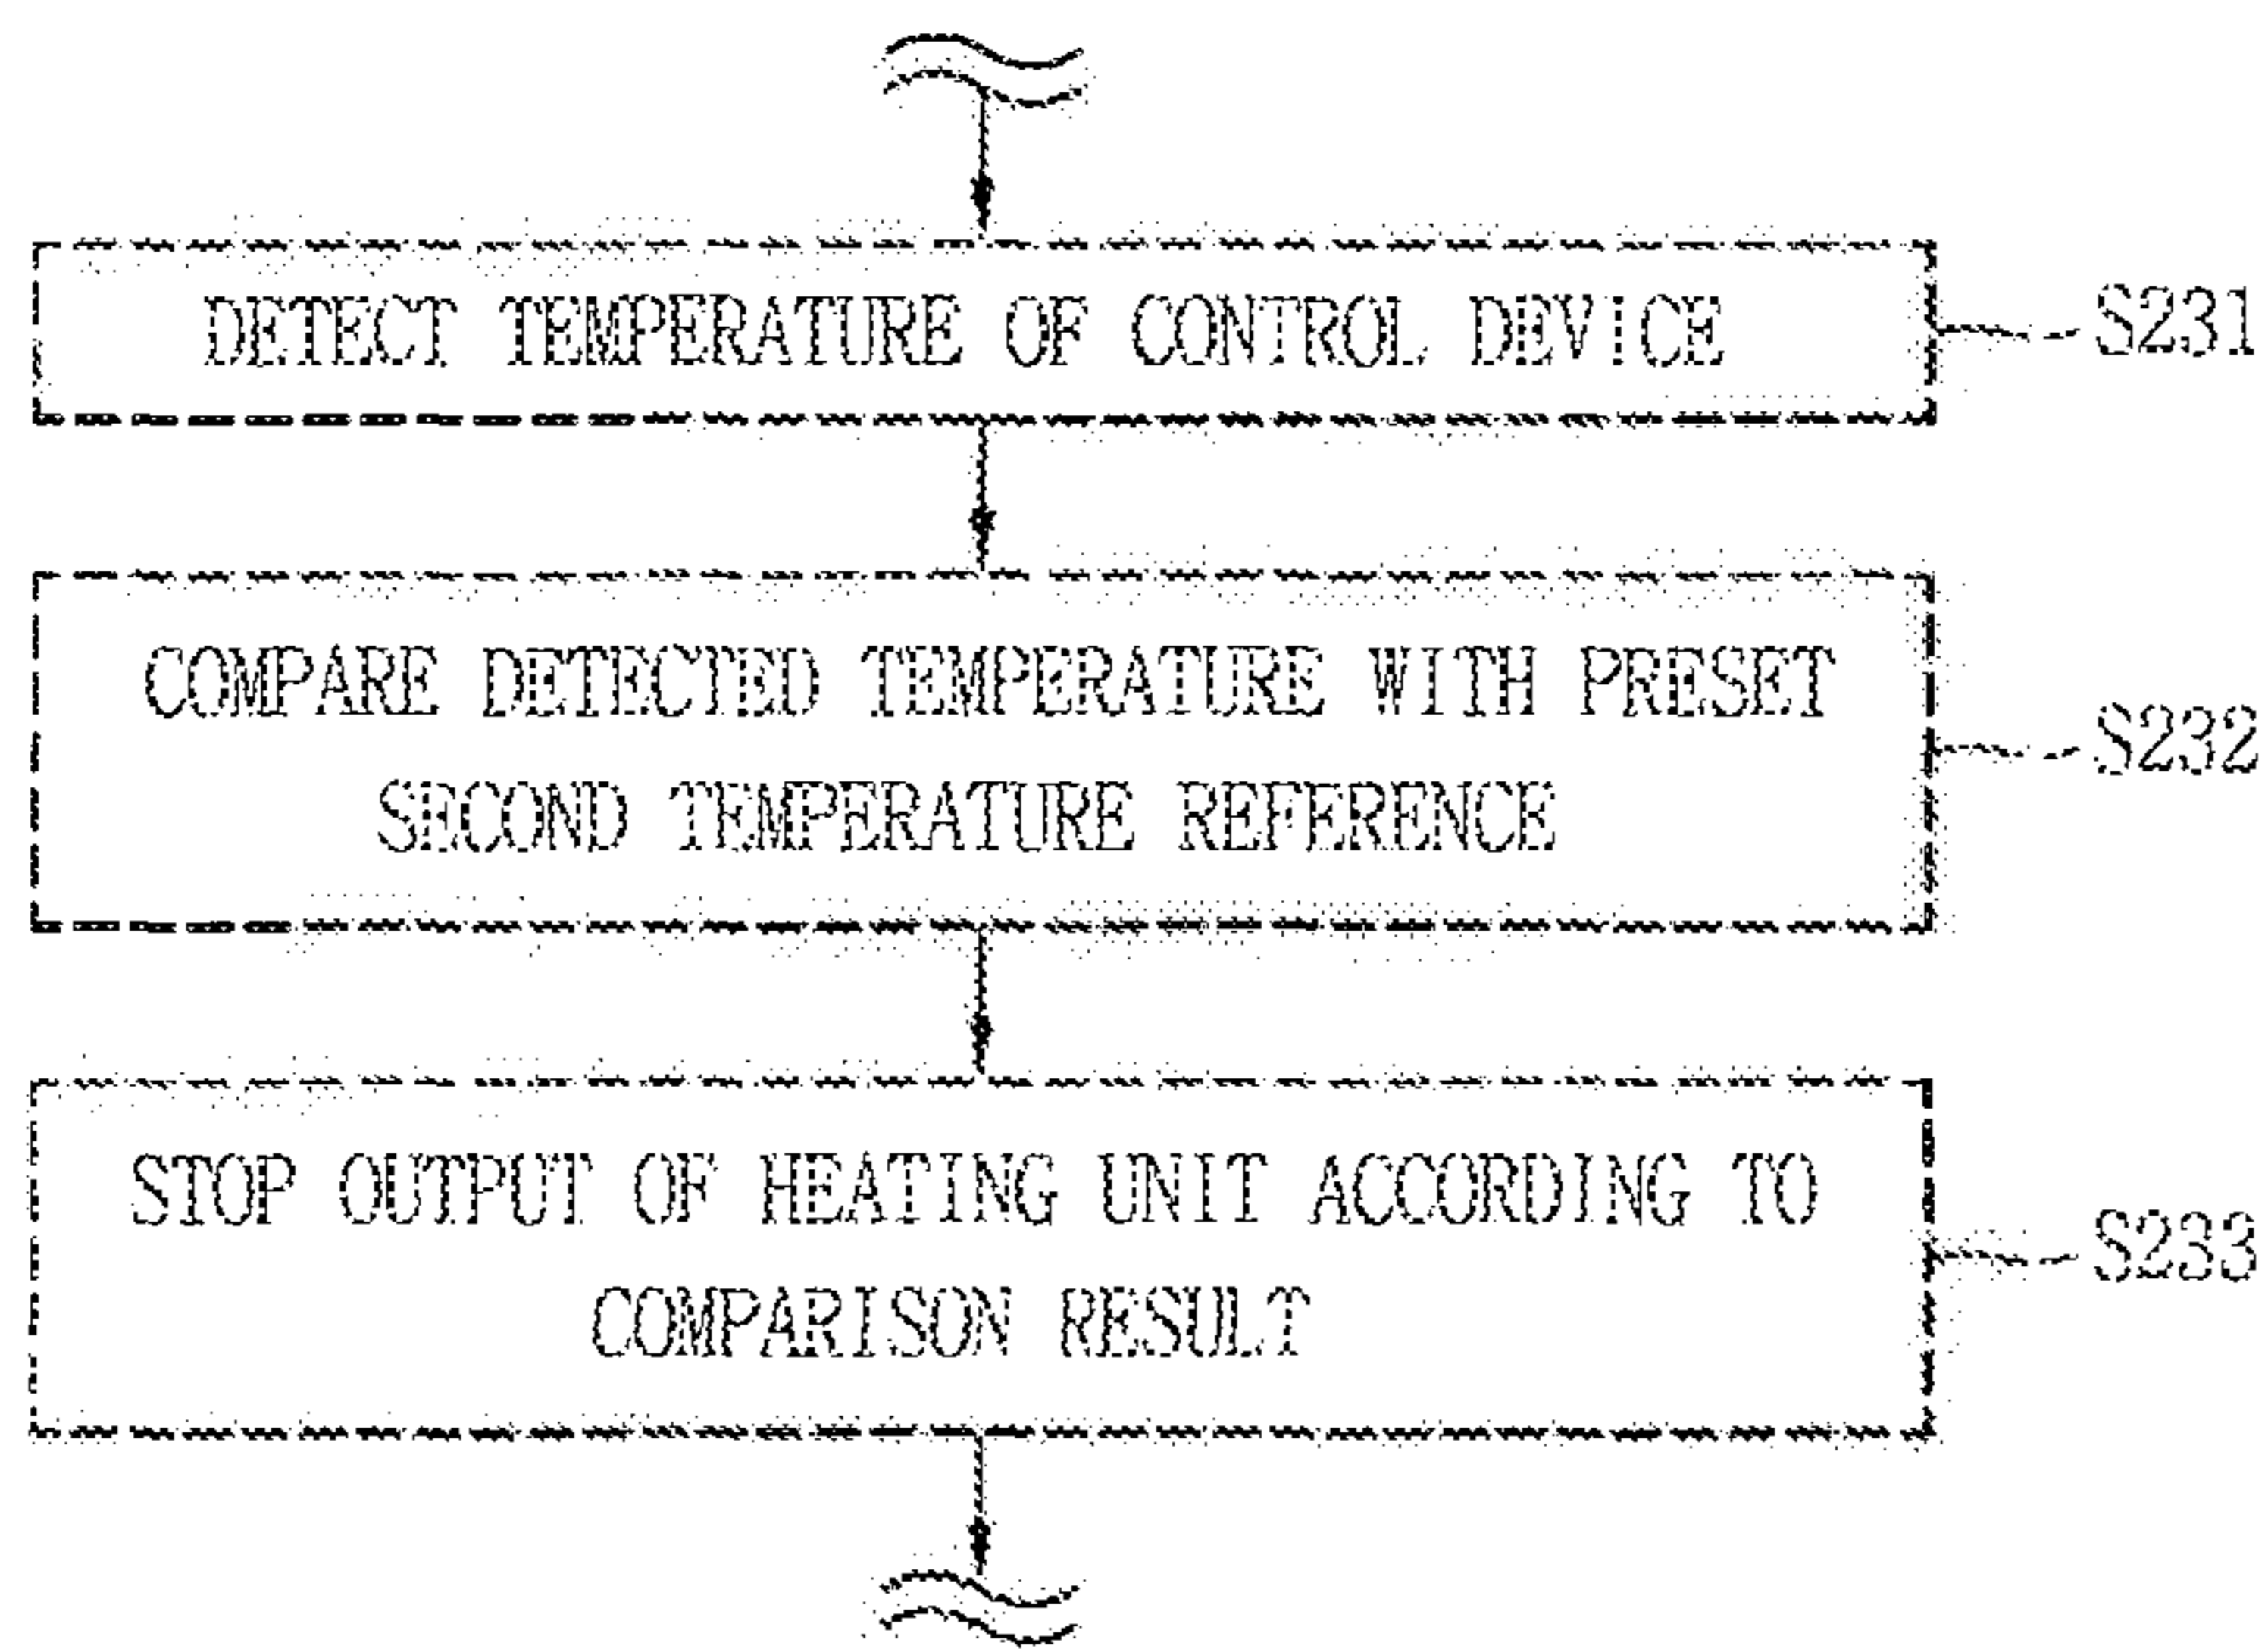 DETECT TEMPERATURE OF CONTROL DEVICE
S231
COMPARE DETECTED TEMPERATURE WITH PRESET
SECOND TEMPERATURE REFERENCE
S232
STOP OUTPUT OF HEATING UNIT ACCORDING TO
COMPARISON RESULT
S233